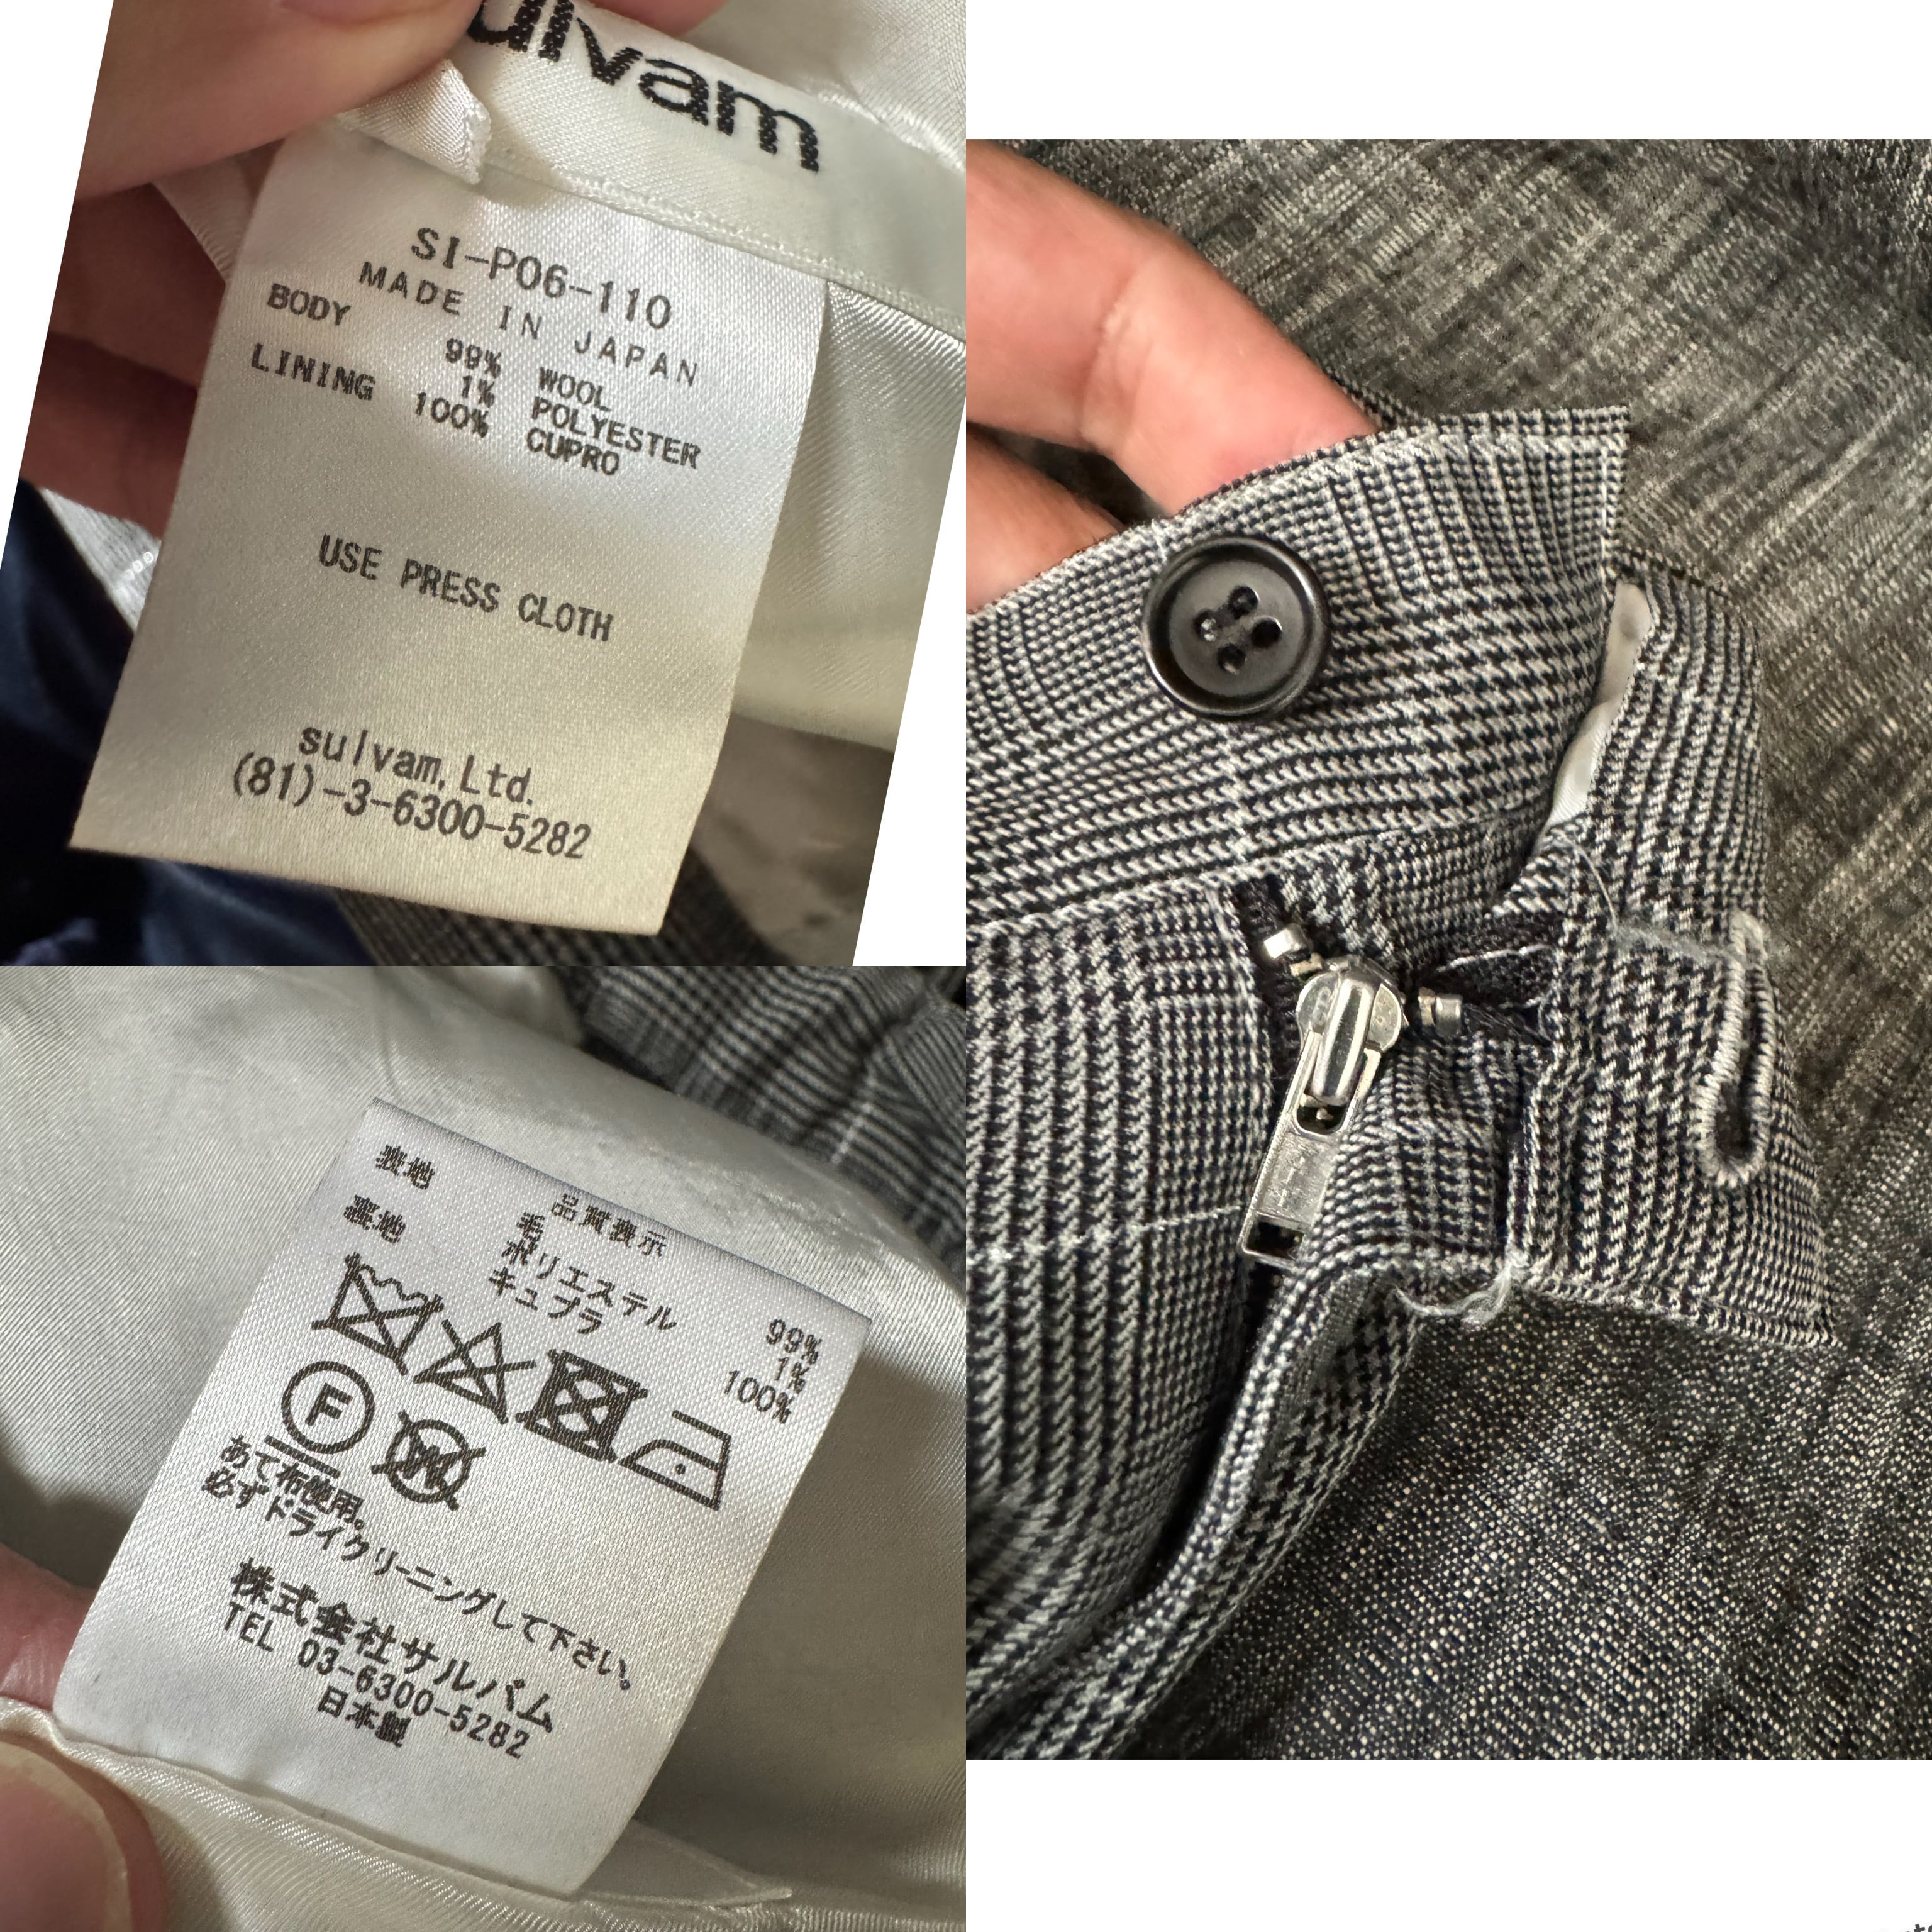 ulvam
SI-P06-110
MADE IN JAPAN
BODY 99% WOOL
1% POLYESTER
LINING 100% CUPRO
USE PRESS CLOTH
sulvam, Ltd.
(81)-3-6300-5282
品質表示
表地 毛 99%
ポリエステル 1%
裏地 キュプラ 100%
F W
あて布使用。
必ずドライクリーニングして下さい。
株式会社サルバム
TEL 03-6300-5282
日本製